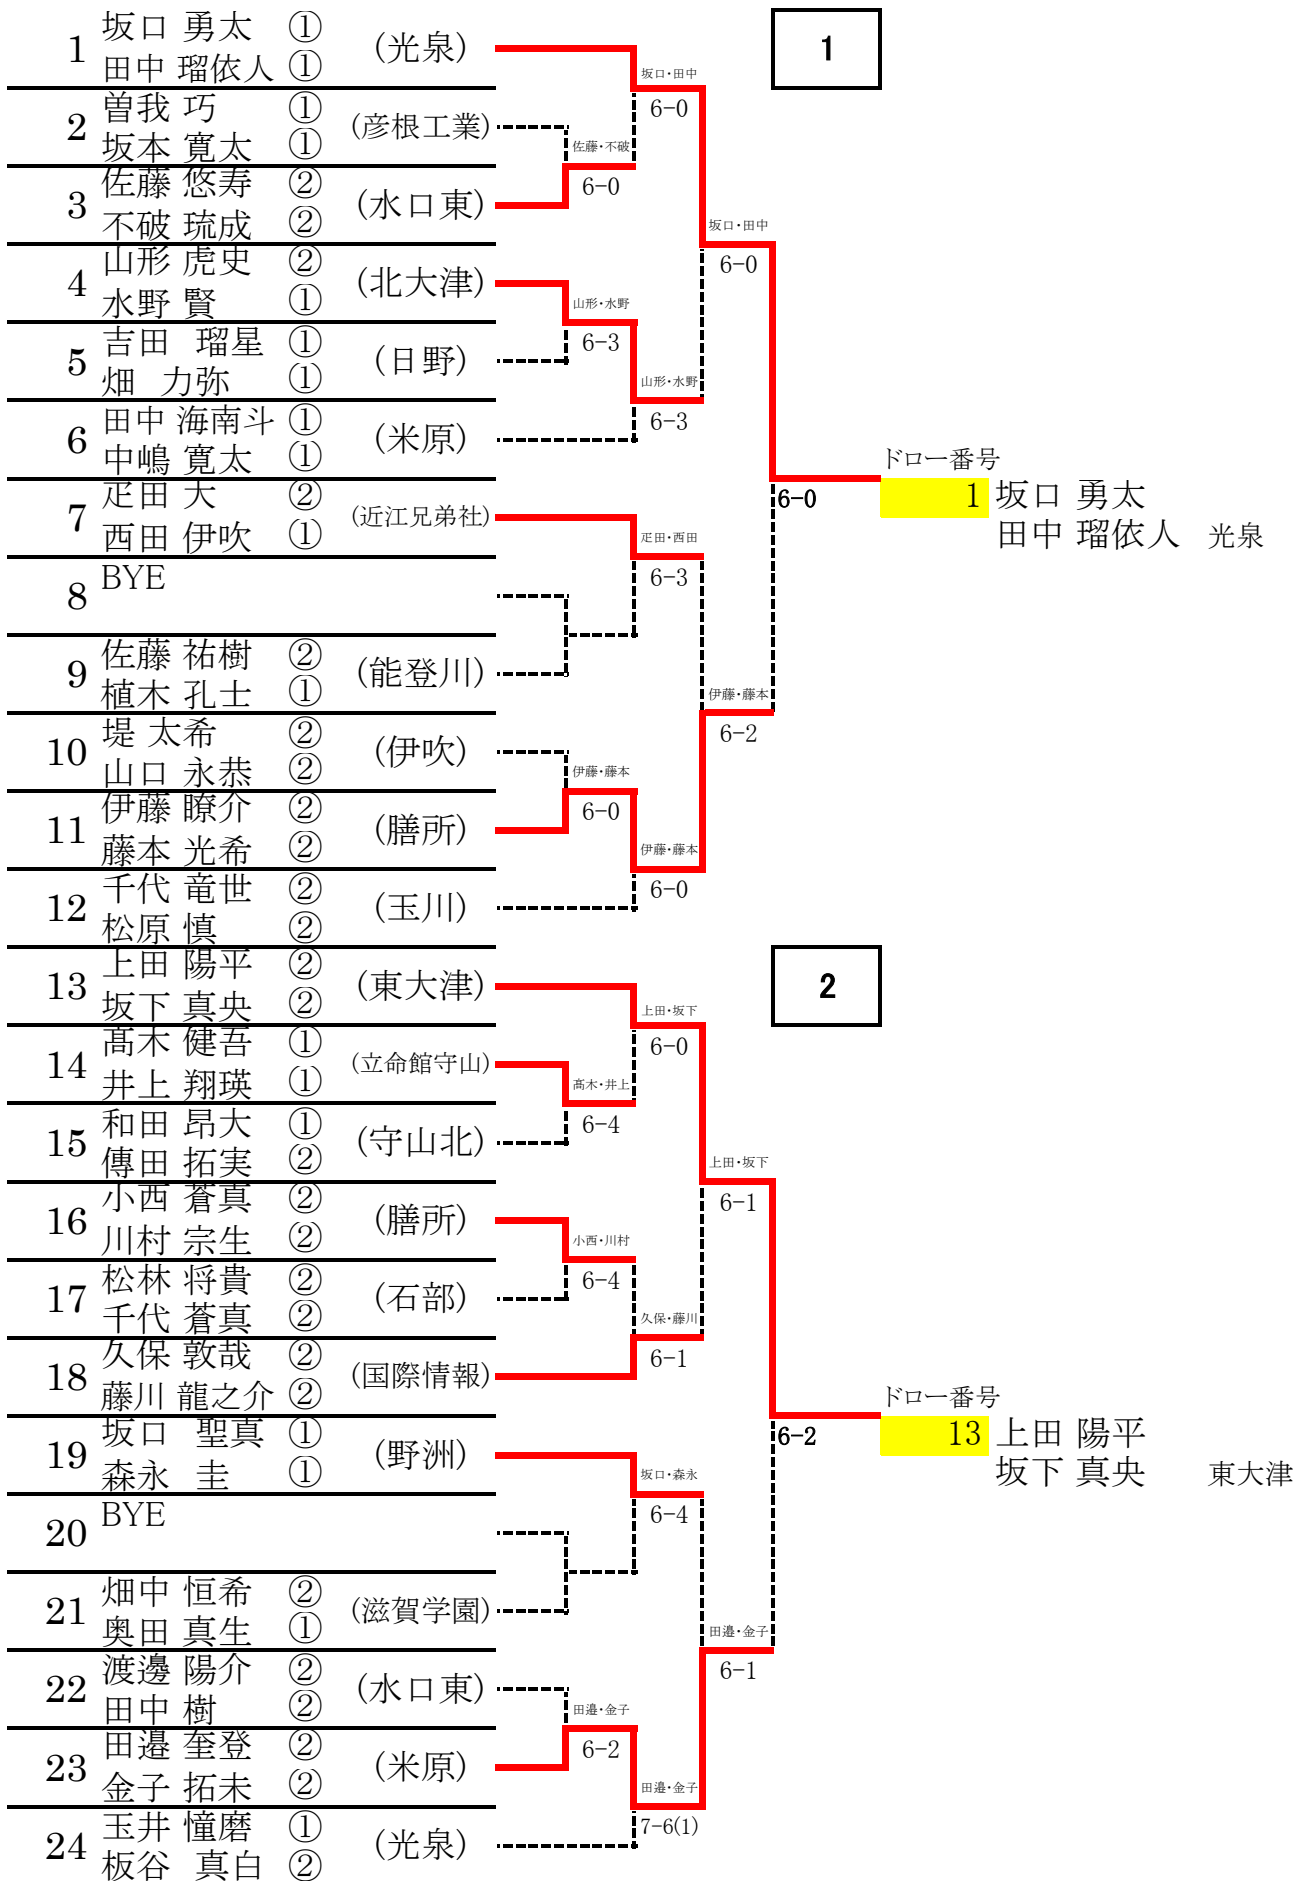 坂口 勇太 ①
1 (光泉)
田中 瑠依人 ①
1
坂口・田中
6-0
曽我 巧 ①
2 (彦根工業)
坂本 寛太 ①
佐藤・不破
6-0
佐藤 悠寿 ②
3 (水口東)
不破 琉成 ②
坂口・田中
6-0
山形 虎史 ②
4 (北大津)
水野 賢 ①
山形・水野
6-3
吉田 瑠星 ①
5 (日野)
畑 力弥 ①
山形・水野
6-3
田中 海南斗 ①
6 (米原)
中嶋 寛太 ①
ドロー番号
6-0
1 坂口 勇太
田中 瑠依人 光泉
疋田 大 ②
7 (近江兄弟社)
西田 伊吹 ①
疋田・西田
6-3
BYE
8
佐藤 祐樹 ②
9 (能登川)
植木 孔士 ①
伊藤・藤本
6-2
堤 太希 ②
10 (伊吹)
山口 永恭 ②
伊藤・藤本
6-0
伊藤 瞭介 ②
11 (膳所)
藤本 光希 ②
伊藤・藤本
6-0
千代 竜世 ②
12 (玉川)
松原 慎 ②
上田 陽平 ②
13 (東大津)
坂下 真央 ②
2
上田・坂下
6-0
髙木 健吾 ①
14 (立命館守山)
井上 翔瑛 ①
髙木・井上
6-4
和田 昂大 ①
15 (守山北)
傳田 拓実 ②
上田・坂下
6-1
小西 蒼真 ②
16 (膳所)
川村 宗生 ②
小西・川村
6-4
松林 将貴 ②
17 (石部)
千代 蒼真 ②
久保・藤川
6-1
久保 敦哉 ②
18 (国際情報)
藤川 龍之介 ②
ドロー番号
6-2
13 上田 陽平
坂下 真央 東大津
坂口 聖真 ①
19 (野洲)
森永 圭 ①
坂口・森永
6-4
BYE
20
畑中 恒希 ②
21 (滋賀学園)
奥田 真生 ①
田邉・金子
6-1
渡邊 陽介 ②
22 (水口東)
田中 樹 ②
田邉・金子
6-2
田邉 奎登 ②
23 (米原)
金子 拓未 ②
田邉・金子
7-6(1)
玉井 憧磨 ①
24 (光泉)
板谷 真白 ②